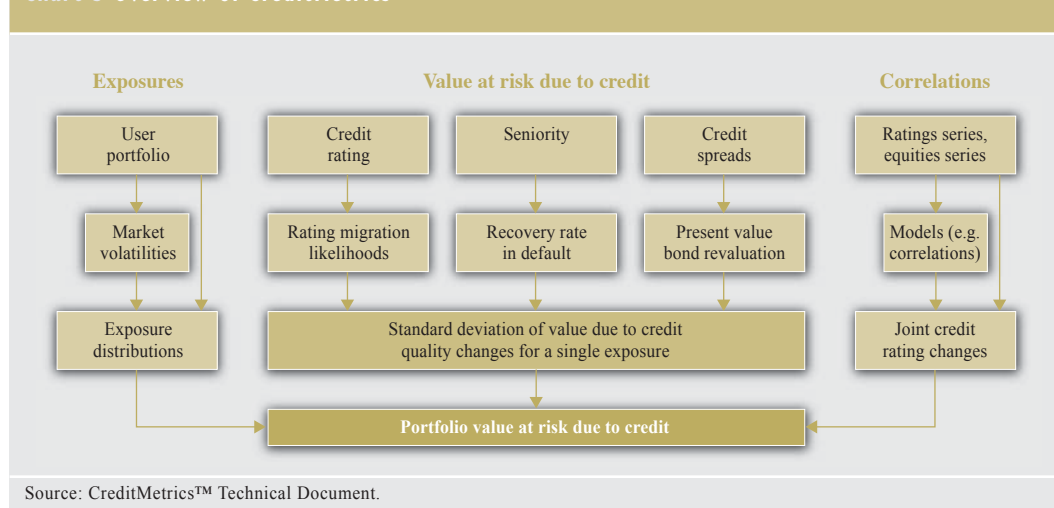 Exposures
Value at risk due to credit
Correlations
User
portfolio
Credit
rating
Seniority
Credit
spreads
Ratings series,
equities series
Market
volatilities
Rating migration
likelihoods
Recovery rate
in default
Present value
bond revaluation
Models (e.g.
correlations)
Exposure
distributions
Standard deviation of value due to credit
quality changes for a single exposure
Joint credit
rating changes
Portfolio value at risk due to credit
Source: CreditMetrics™ Technical Document.